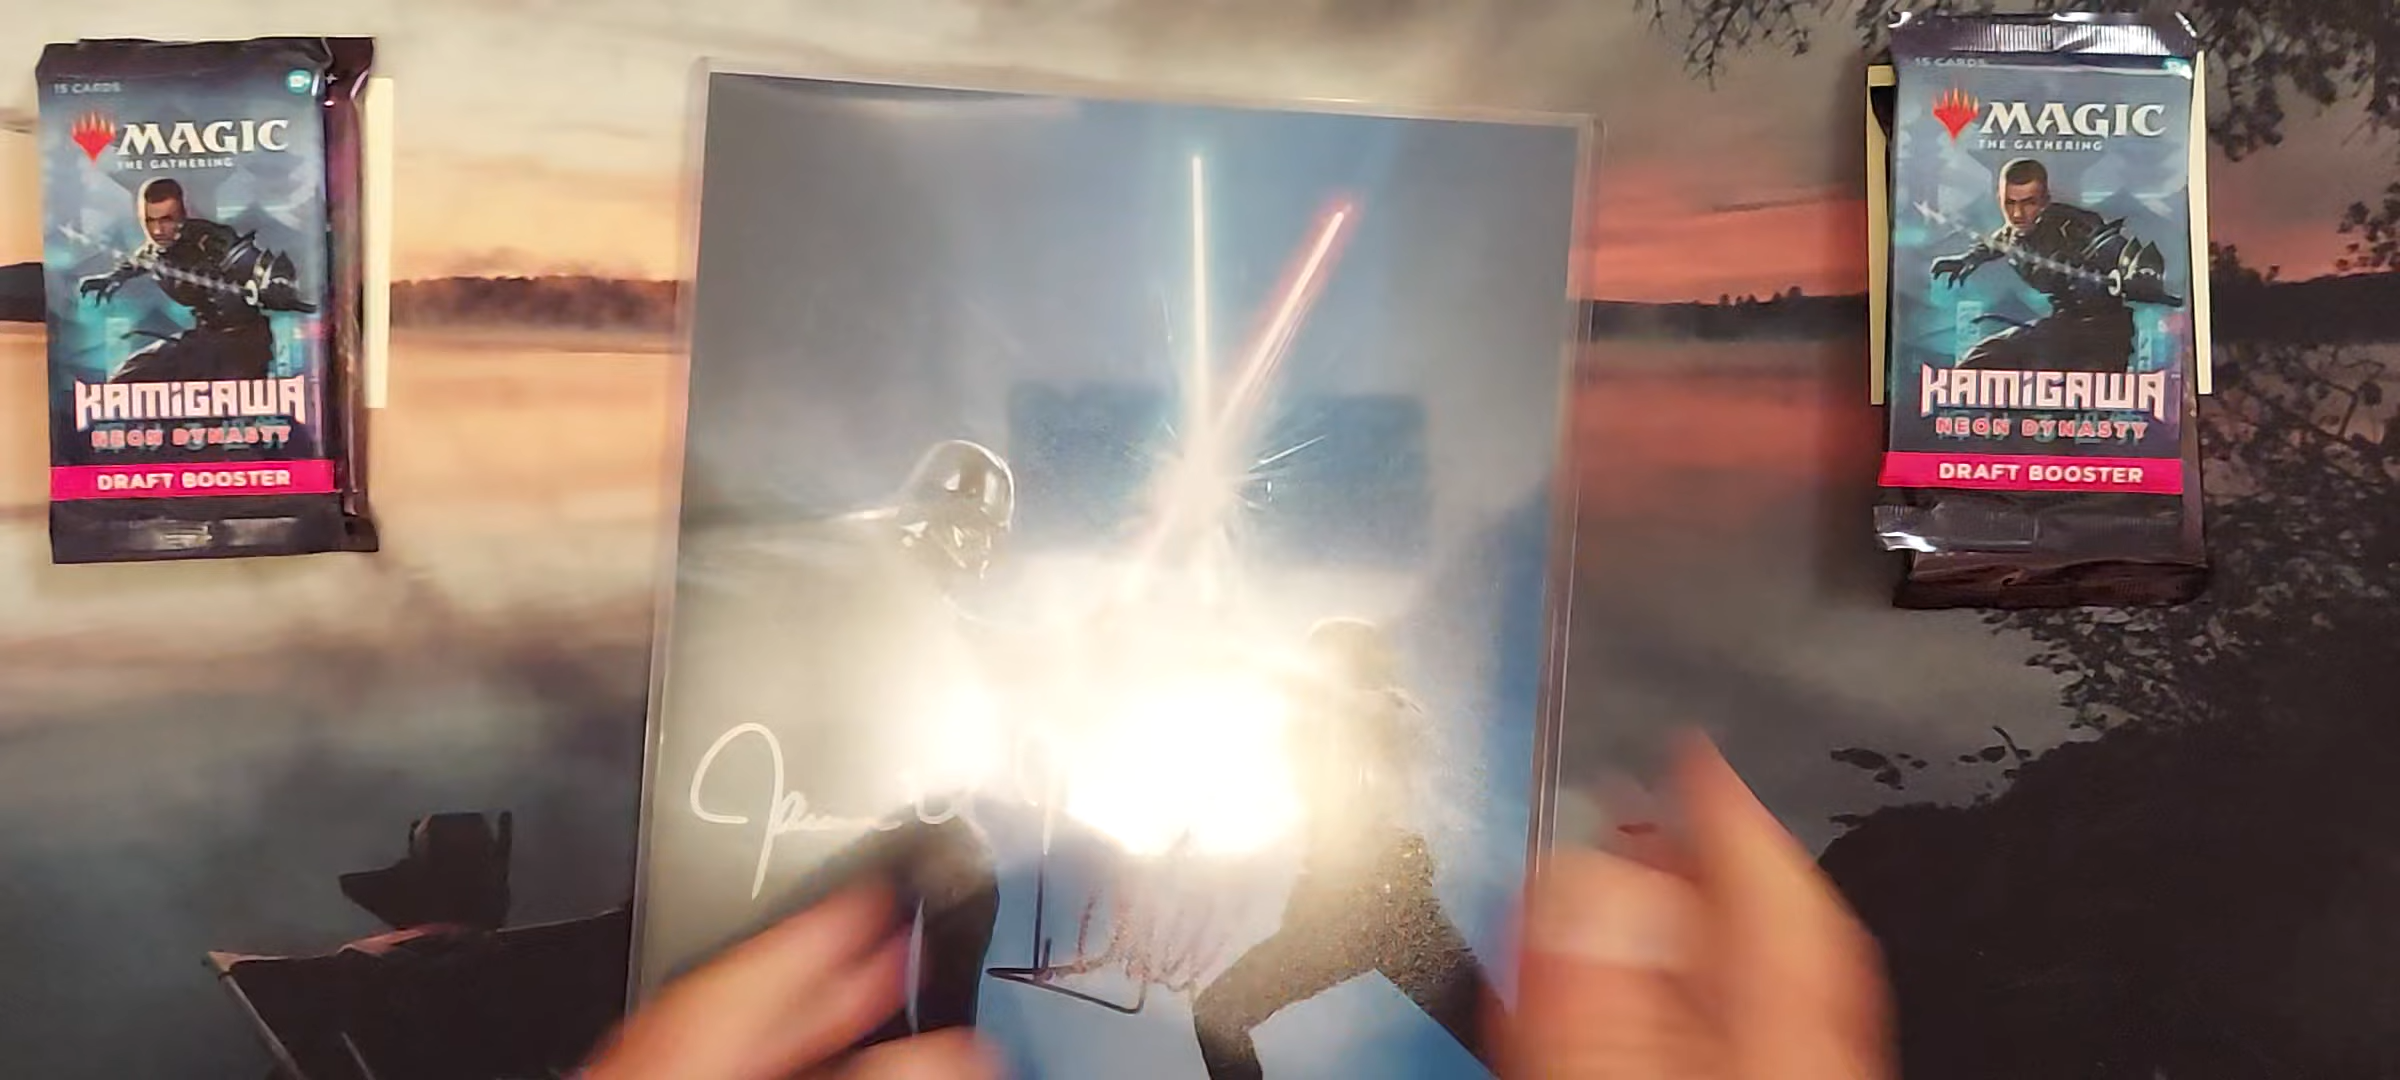 15 CARDS
MAGIC
THE GATHERING
KAMiGAWA
NEON DYNASTY
DRAFT BOOSTER
James
15 CARDS
MAGIC
THE GATHERING
KAMiGAWA
NEON DYNASTY
DRAFT BOOSTER